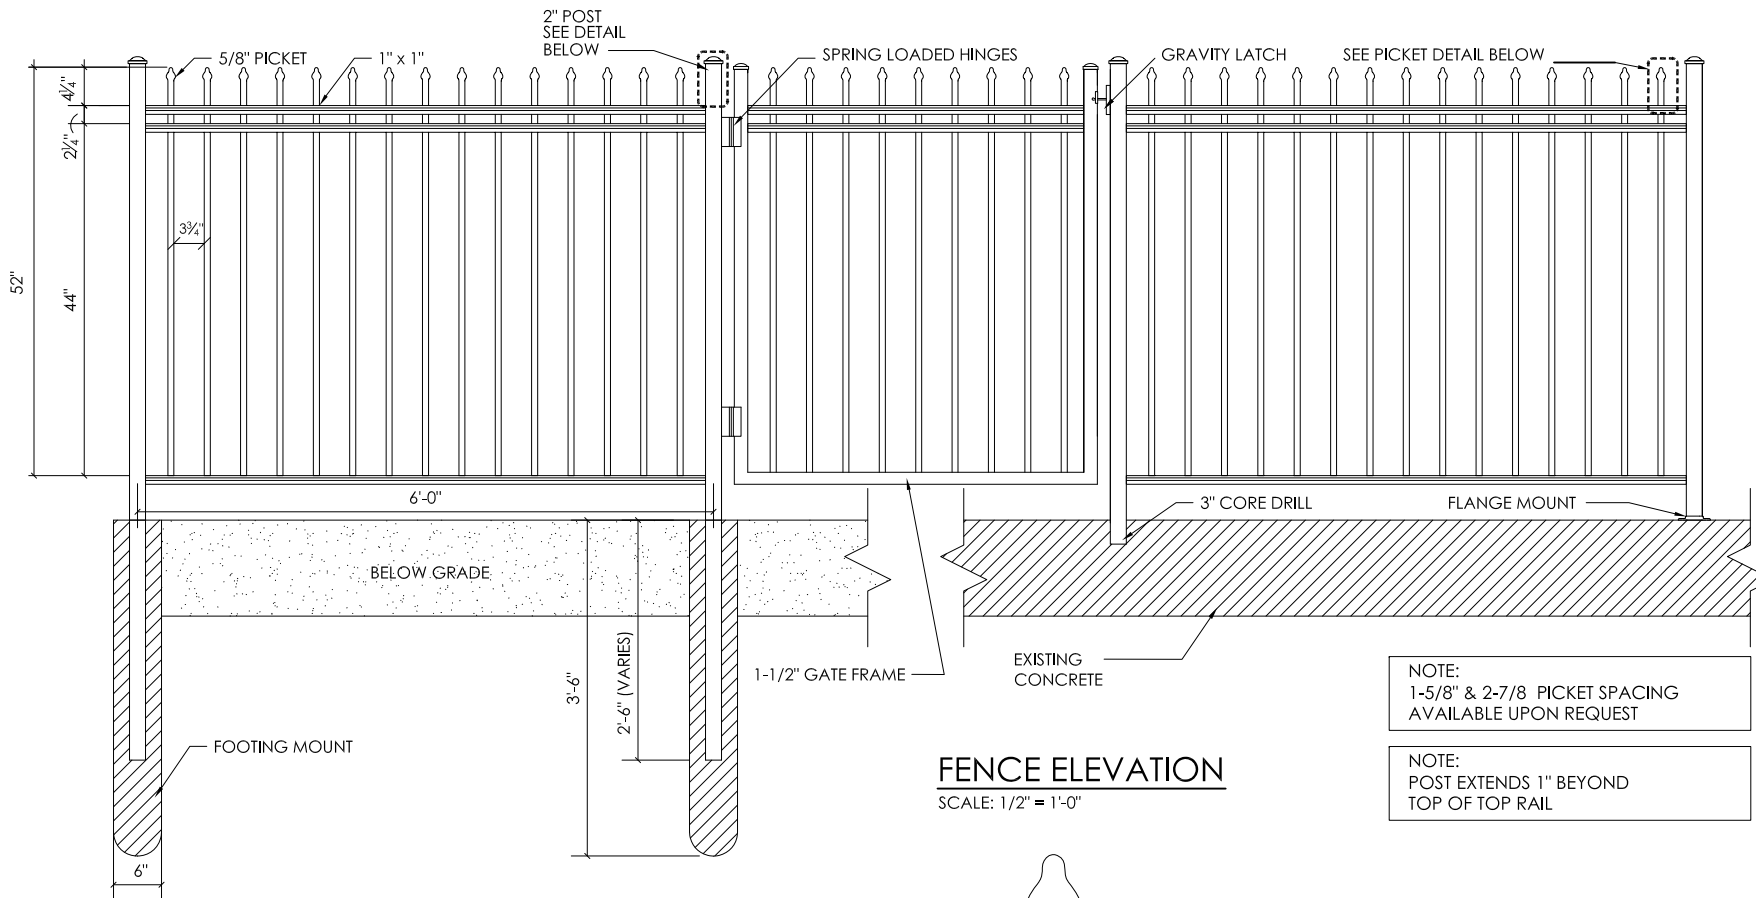 2" POST
SEE DETAIL
BELOW
5/8" PICKET
1" x 1"
SPRING LOADED HINGES
GRAVITY LATCH
SEE PICKET DETAIL BELOW
4¼"
2¼"
3¾"
52"
44"
6'-0"
3" CORE DRILL
FLANGE MOUNT
BELOW GRADE
2'-6" (VARIES)
3'-6"
1-1/2" GATE FRAME
EXISTING
CONCRETE
NOTE:
1-5/8" & 2-7/8 PICKET SPACING
AVAILABLE UPON REQUEST
FOOTING MOUNT
FENCE ELEVATION
SCALE: 1/2" = 1'-0"
NOTE:
POST EXTENDS 1" BEYOND
TOP OF TOP RAIL
6"